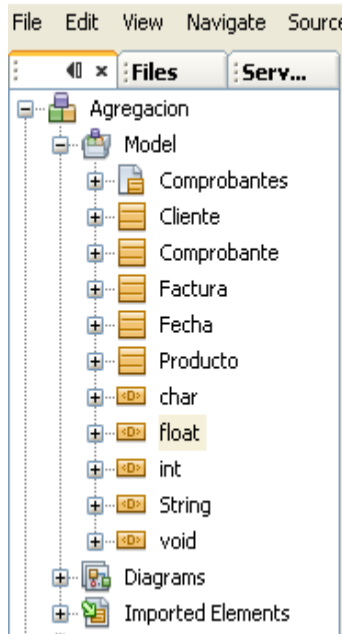 File Edit View Navigate Source
Files Serv...
Agregacion
Model
Comprobantes
Cliente
Comprobante
Factura
Fecha
Producto
<D> char
<D> float
<D> int
<D> String
<D> void
Diagrams
Imported Elements